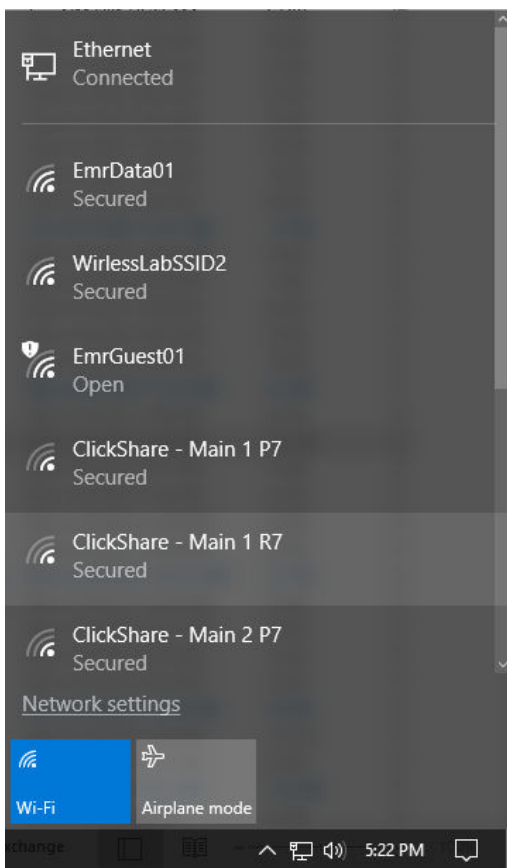 Ethernet
Connected
EmrData01
Secured
WirlessLabSSID2
Secured
EmrGuest01
Open
ClickShare - Main 1 P7
Secured
ClickShare - Main 1 R7
Secured
ClickShare - Main 2 P7
Secured
Network settings
Wi-Fi
Airplane mode
xchange.
5:22 PM